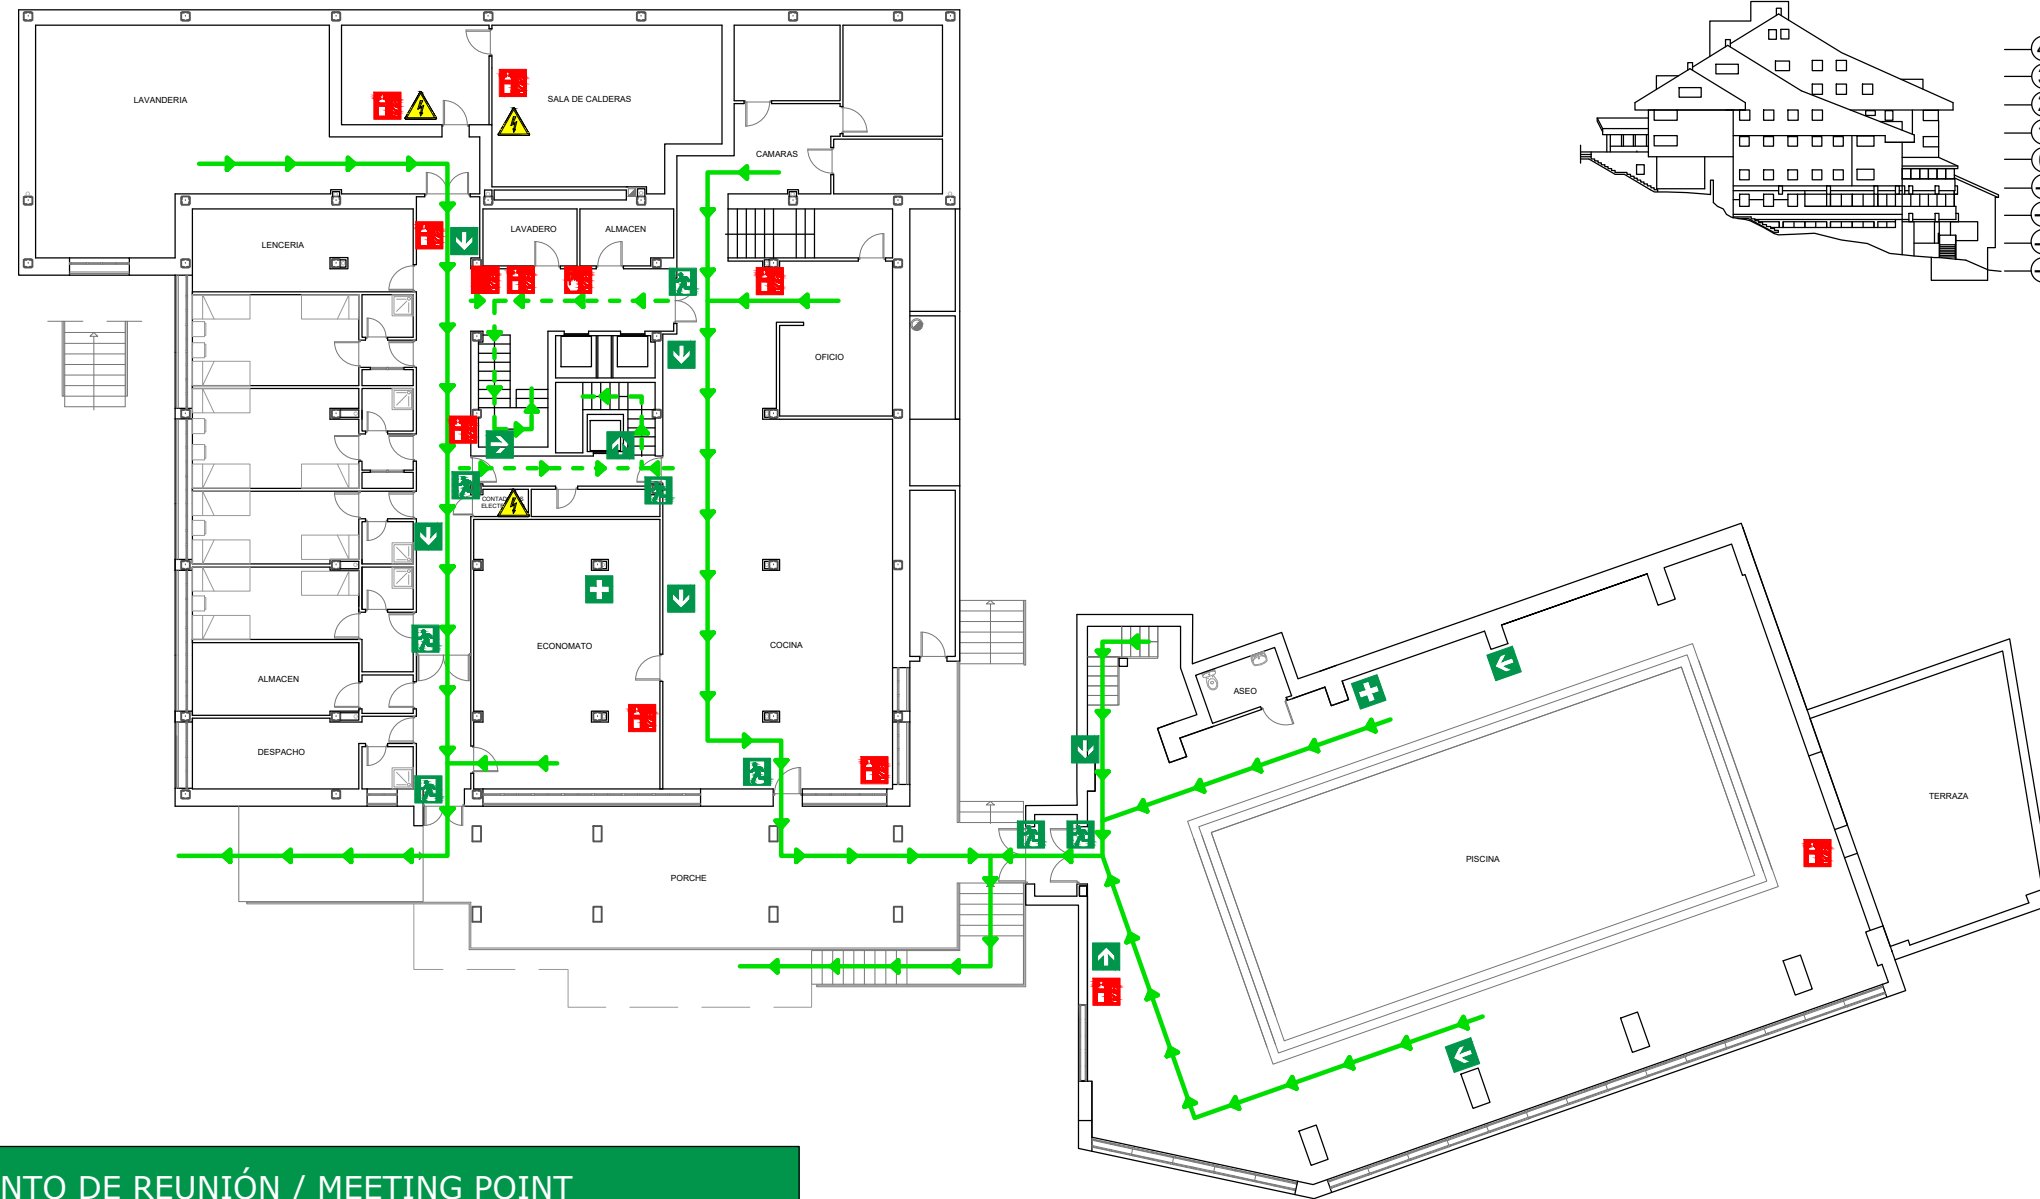 LAVANDERIA
SALA DE CALDERAS
CAMARAS
LENCERIA
LAVADERO
ALMACEN
OFICIO
ECONOMATO
COCINA
ALMACEN
ASEO
DESPACHO
TERRAZA
PISCINA
PORCHE
NTO DE REUNIÓN / MEETING POINT